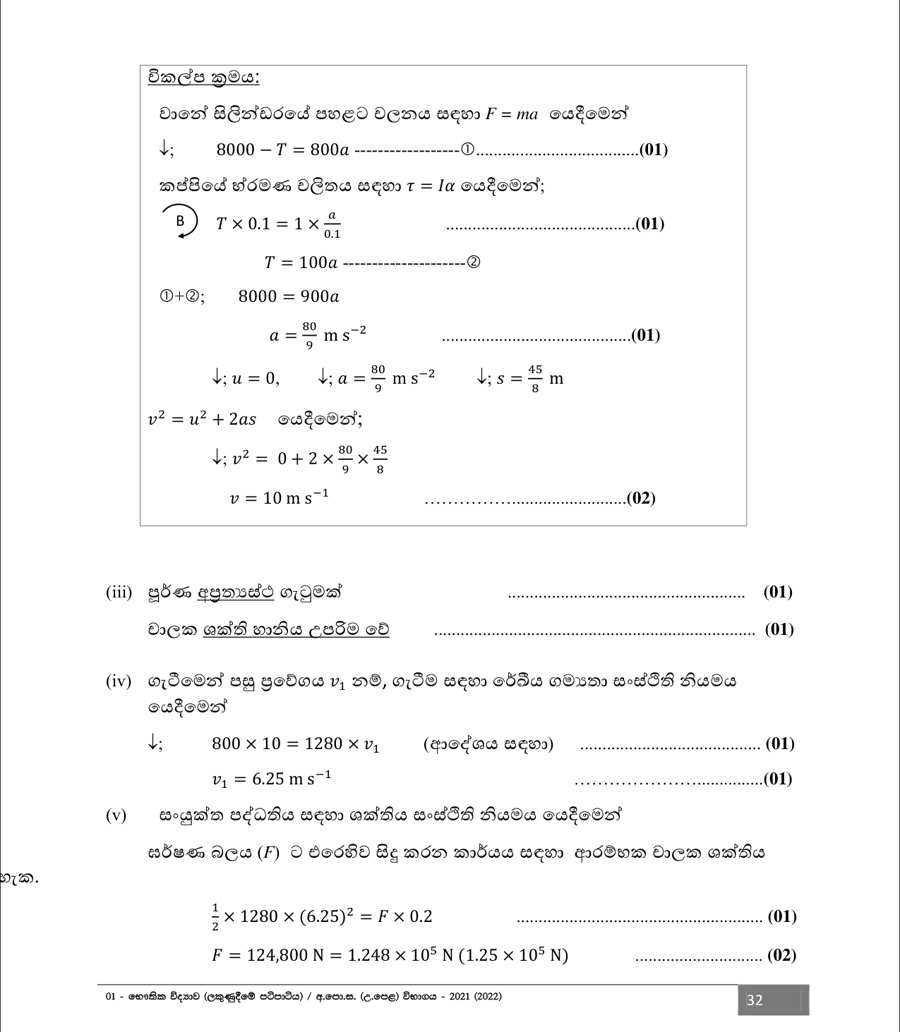 විකල්ප ක්‍රමය:
වානේ සිලින්ඩරයේ පහළට චලනය සඳහා F = ma යෙදීමෙන්
↓; 8000 − T = 800a ------------------①.....................................(01)
කප්පියේ භ්රමණ චලිතය සඳහා τ = Iα යෙදීමෙන්;
B T × 0.1 = 1 × a/0.1 ...........................................(01)
T = 100a ---------------------②
①+②; 8000 = 900a
a = 80/9 m s⁻² ...........................................(01)
↓; u = 0, ↓; a = 80/9 m s⁻² ↓; s = 45/8 m
v² = u² + 2as යෙදීමෙන්;
↓; v² = 0 + 2 × 80/9 × 45/8
v = 10 m s⁻¹ ……………..........................(02)
(iii) පූර්ණ අප්‍රත්‍යස්ථ ගැටුමක් ...................................................... (01)
චාලක ශක්ති හානිය උපරිම වේ ......................................................................... (01)
(iv) ගැටීමෙන් පසු ප්‍රවේගය v₁ නම්, ගැටීම සඳහා රේඛීය ගම්‍යතා සංස්ථිති නියමය
යෙදීමෙන්
↓; 800 × 10 = 1280 × v₁ (ආදේශය සඳහා) ......................................... (01)
v₁ = 6.25 m s⁻¹ …………………...............(01)
(v) සංයුක්ත පද්ධතිය සඳහා ශක්තිය සංස්ථිති නියමය යෙදීමෙන්
ඝර්ෂණ බලය (F) ට එරෙහිව සිදු කරන කාර්යය සඳහා ආරම්භක චාලක ශක්තිය
හැක.
1/2 × 1280 × (6.25)² = F × 0.2 ........................................................ (01)
F = 124,800 N = 1.248 × 10⁵ N (1.25 × 10⁵ N) ............................. (02)
01 - භෞතික විද්‍යාව (ලකුණුදීමේ පටිපාටිය) / අ.පො.ස. (උ.පෙළ) විභාගය - 2021 (2022)
32